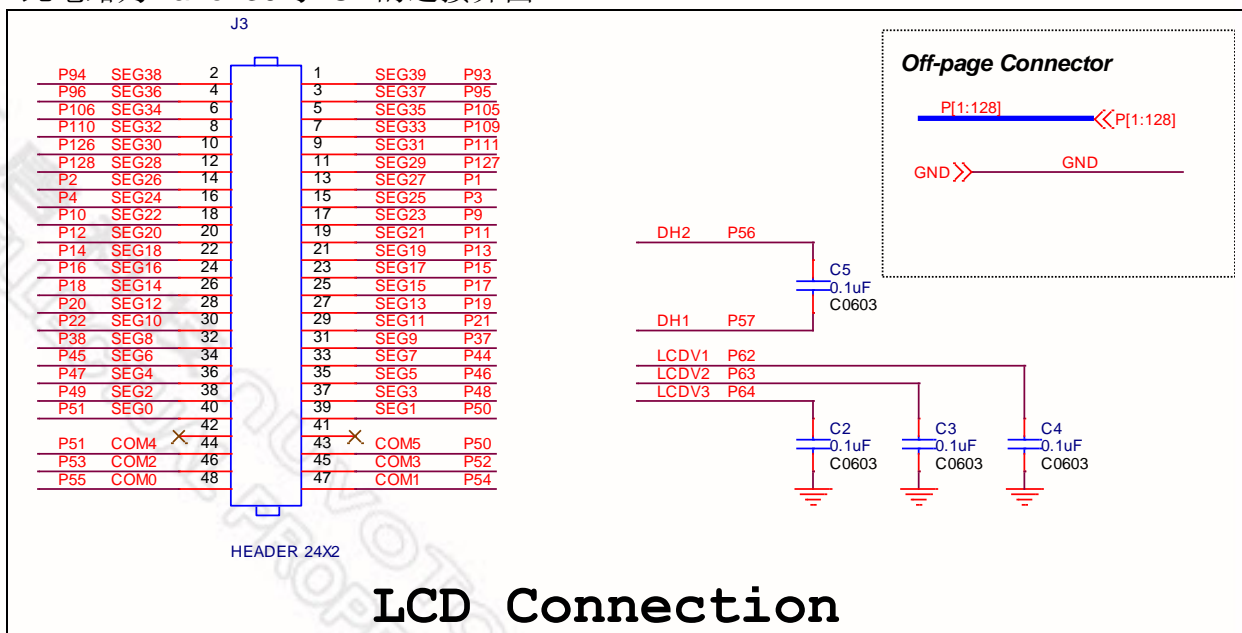 J3
P94 SEG38 2 1 SEG39 P93
P96 SEG36 4 3 SEG37 P95
P106 SEG34 6 5 SEG35 P105
P110 SEG32 8 7 SEG33 P109
P126 SEG30 10 9 SEG31 P111
P128 SEG28 12 11 SEG29 P127
P2 SEG26 14 13 SEG27 P1
P4 SEG24 16 15 SEG25 P3
P10 SEG22 18 17 SEG23 P9
P12 SEG20 20 19 SEG21 P11
P14 SEG18 22 21 SEG19 P13
P16 SEG16 24 23 SEG17 P15
P18 SEG14 26 25 SEG15 P17
P20 SEG12 28 27 SEG13 P19
P22 SEG10 30 29 SEG11 P21
P38 SEG8 32 31 SEG9 P37
P45 SEG6 34 33 SEG7 P44
P47 SEG4 36 35 SEG5 P46
P49 SEG2 38 37 SEG3 P48
P51 SEG0 40 39 SEG1 P50
42 41
P51 COM4 44 43 COM5 P50
P53 COM2 46 45 COM3 P52
P55 COM0 48 47 COM1 P54
HEADER 24X2
Off-page Connector
P[1:128] P[1:128]
GND GND
DH2 P56
C5
0.1uF
C0603
DH1 P57
LCDV1 P62
LCDV2 P63
LCDV3 P64
C2
0.1uF
C0603
C3
0.1uF
C0603
C4
0.1uF
C0603
LCD Connection